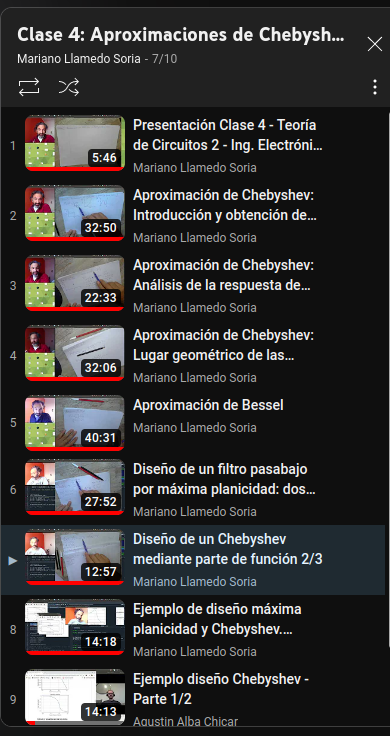 Clase 4: Aproximaciones de Chebysh...
Mariano Llamedo Soria - 7/10
1
5:46
Presentación Clase 4 - Teoría
de Circuitos 2 - Ing. Electróni...
Mariano Llamedo Soria
2
32:50
Aproximación de Chebyshev:
Introducción y obtención de...
Mariano Llamedo Soria
3
22:33
Aproximación de Chebyshev:
Análisis de la respuesta de...
Mariano Llamedo Soria
4
32:06
Aproximación de Chebyshev:
Lugar geométrico de las...
Mariano Llamedo Soria
5
40:31
Aproximación de Bessel
Mariano Llamedo Soria
6
27:52
Diseño de un filtro pasabajo
por máxima planicidad: dos...
Mariano Llamedo Soria
12:57
Diseño de un Chebyshev
mediante parte de función 2/3
Mariano Llamedo Soria
8
14:18
Ejemplo de diseño máxima
planicidad y Chebyshev....
Mariano Llamedo Soria
9
14:13
Ejemplo diseño Chebyshev -
Parte 1/2
Agustin Alba Chicar